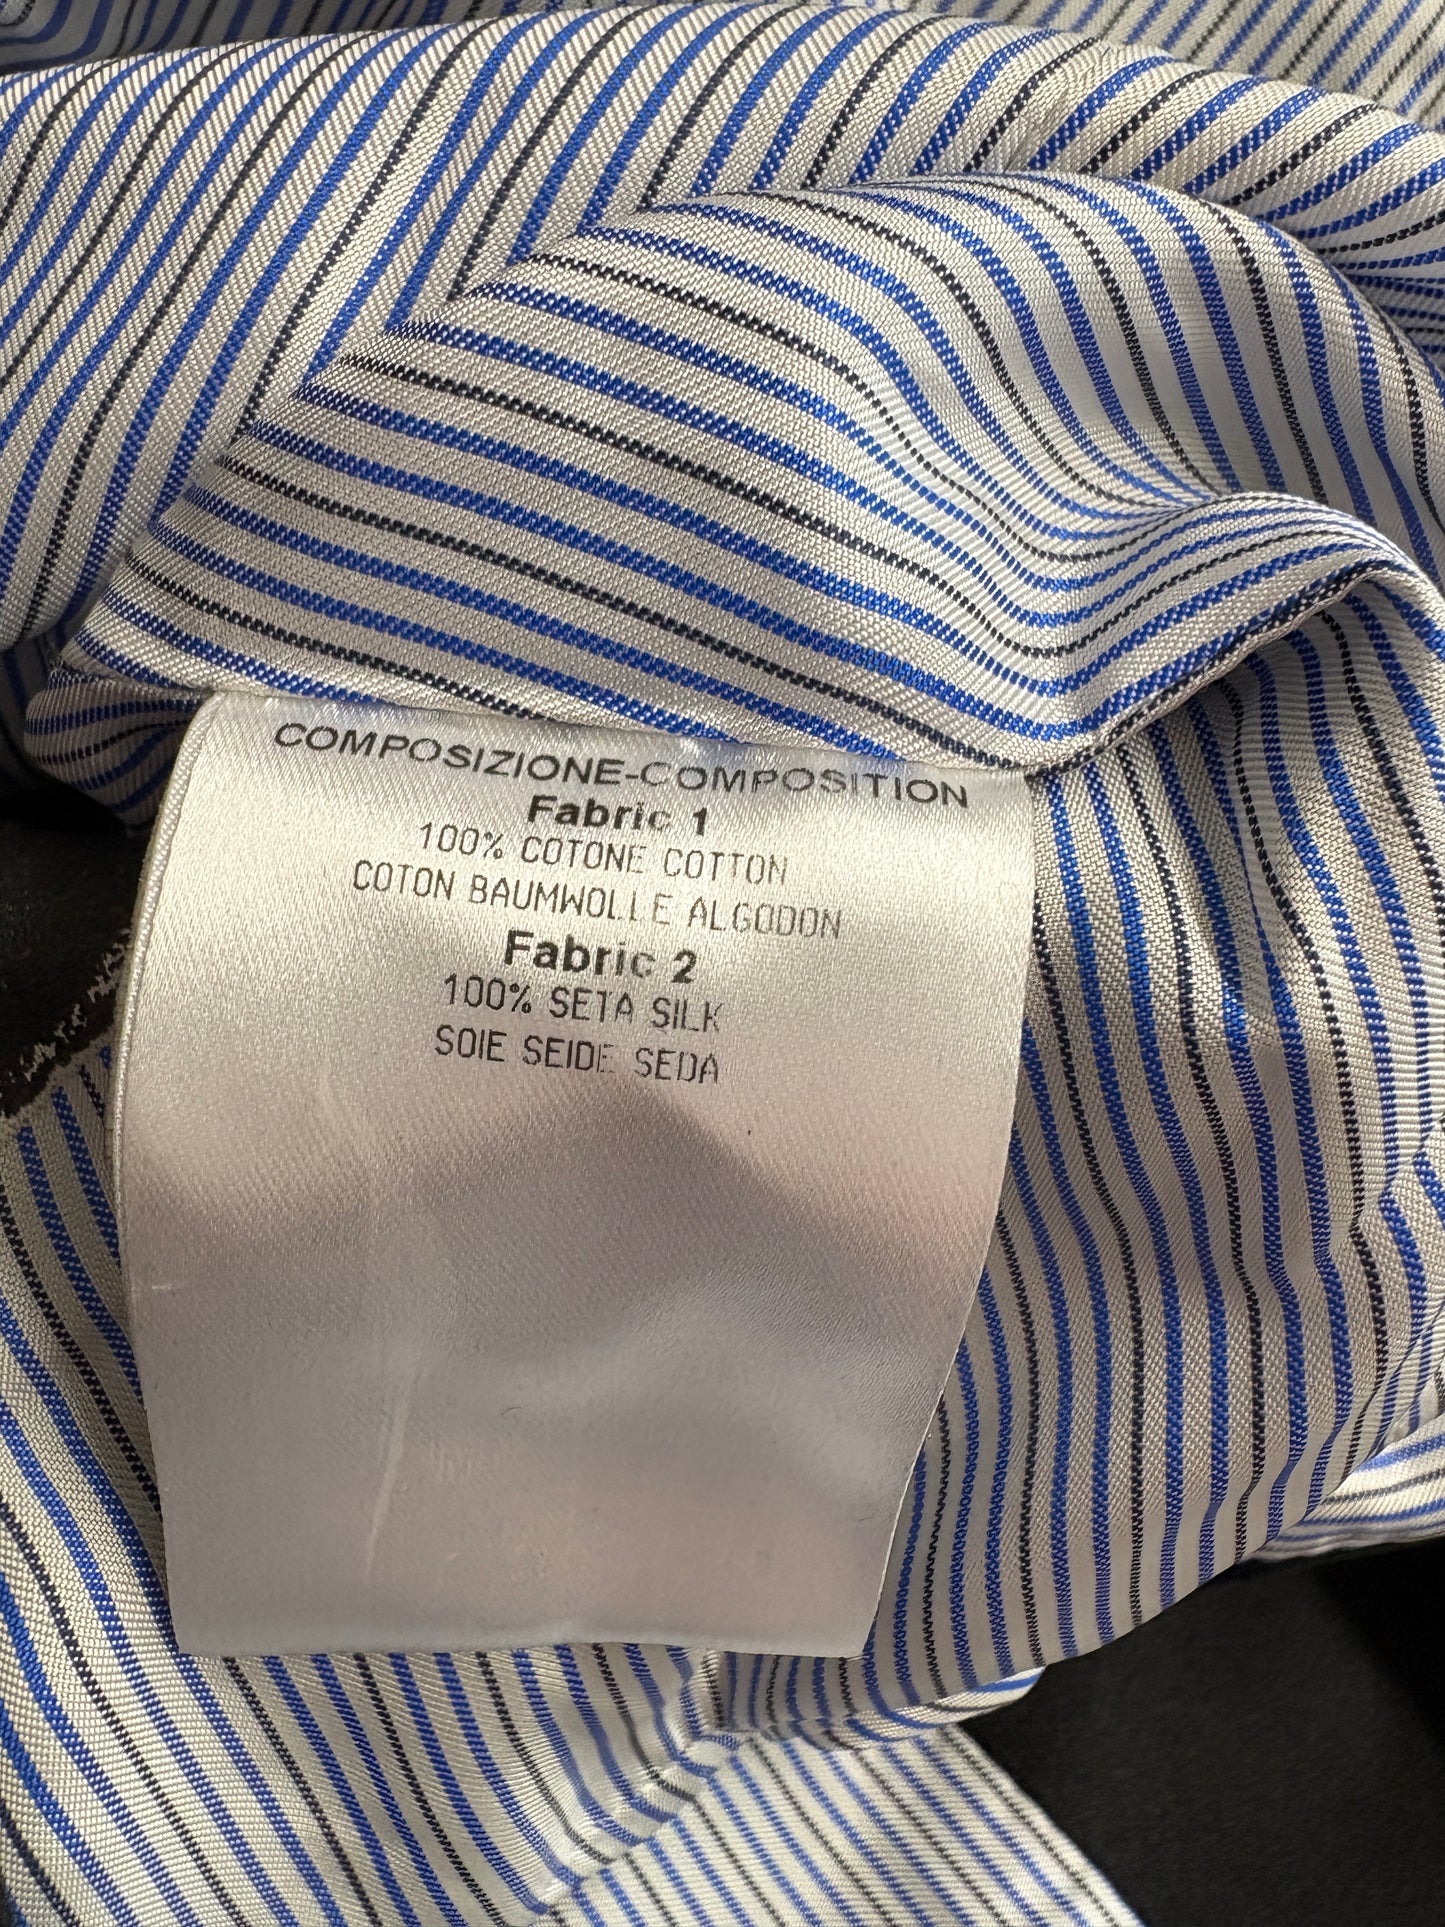 COMPOSIZIONE-COMPOSITION
Fabric 1
100% COTONE COTTON
COTON BAUMWOLLE ALGODON
Fabric 2
100% SETA SILK
SOIE SEIDE SEDA